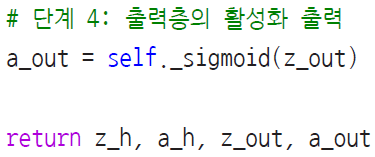 # 단계 4: 출력층의 활성화 출력
a_out = self._sigmoid(z_out)
return z_h, a_h, z_out, a_out